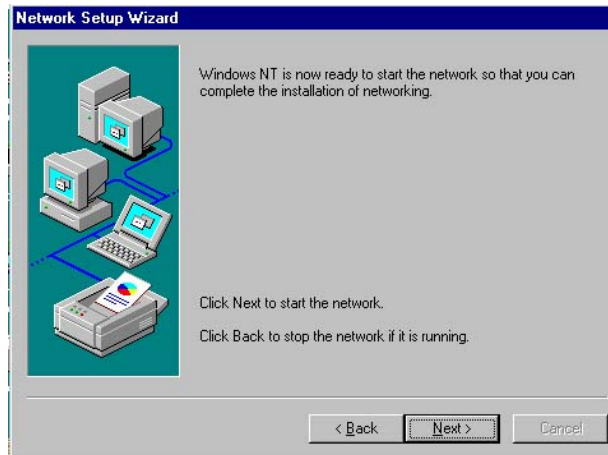 Network Setup Wizard
Windows NT is now ready to start the network so that you can
complete the installation of networking.
Click Next to start the network.
Click Back to stop the network if it is running.
< Back
Next >
Cancel